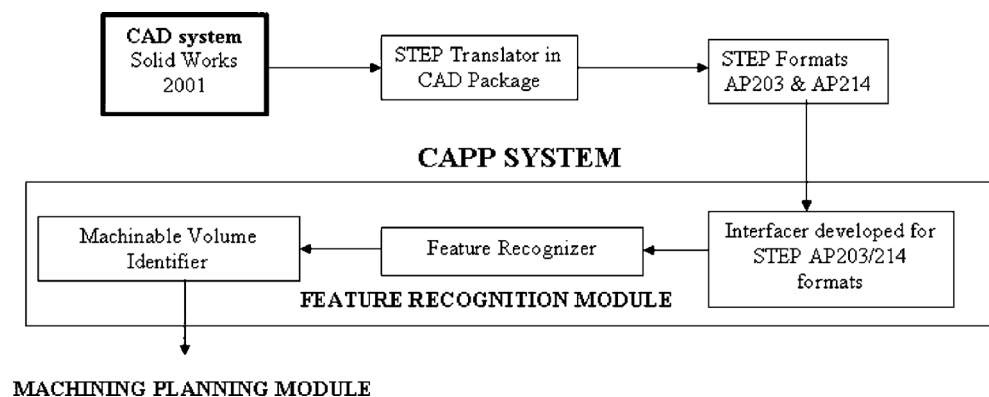 CAD system
Solid Works
2001
STEP Translator in
CAD Package
STEP Formats
AP203 & AP214
CAPP SYSTEM
Machinable Volume
Identifier
Feature Recognizer
Interfacer developed for
STEP AP203/214
formats
FEATURE RECOGNITION MODULE
MACHINING PLANNING MODULE